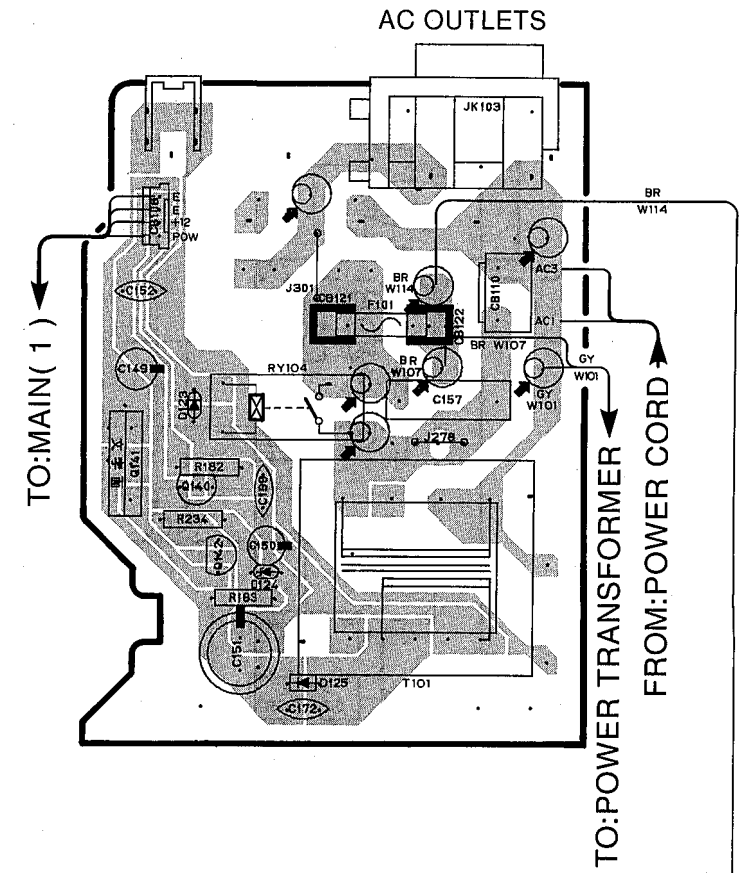 AC OUTLETS
JK103
BR
W114
E
E
+12
POW
AC3
BR
W114
CB110
C152
J301
CB121
F101
CB122
AC1
BR W107
TO:MAIN( 1 )
C149
RY104
BR
W107
GY
W101
D123
C157
GY
W101
J278
Q141
R182
Q140
C199
R234
Q142
C150
D124
R183
C151
D125
T101
C172
TO:POWER TRANSFORMER
FROM:POWER CORD